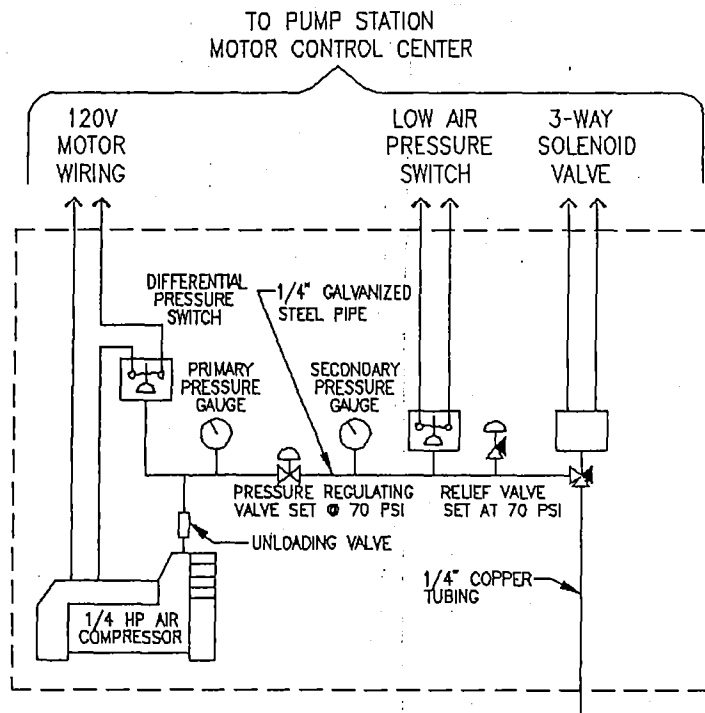 TO PUMP STATION
MOTOR CONTROL CENTER
120V
MOTOR
WIRING
LOW AIR
PRESSURE
SWITCH
3-WAY
SOLENOID
VALVE
DIFFERENTIAL
PRESSURE
SWITCH
1/4" GALVANIZED
STEEL PIPE
PRIMARY
PRESSURE
GAUGE
SECONDARY
PRESSURE
GAUGE
PRESSURE REGULATING
VALVE SET @ 70 PSI
RELIEF VALVE
SET AT 70 PSI
UNLOADING VALVE
1/4" COPPER
TUBING
1/4 HP AIR
COMPRESSOR